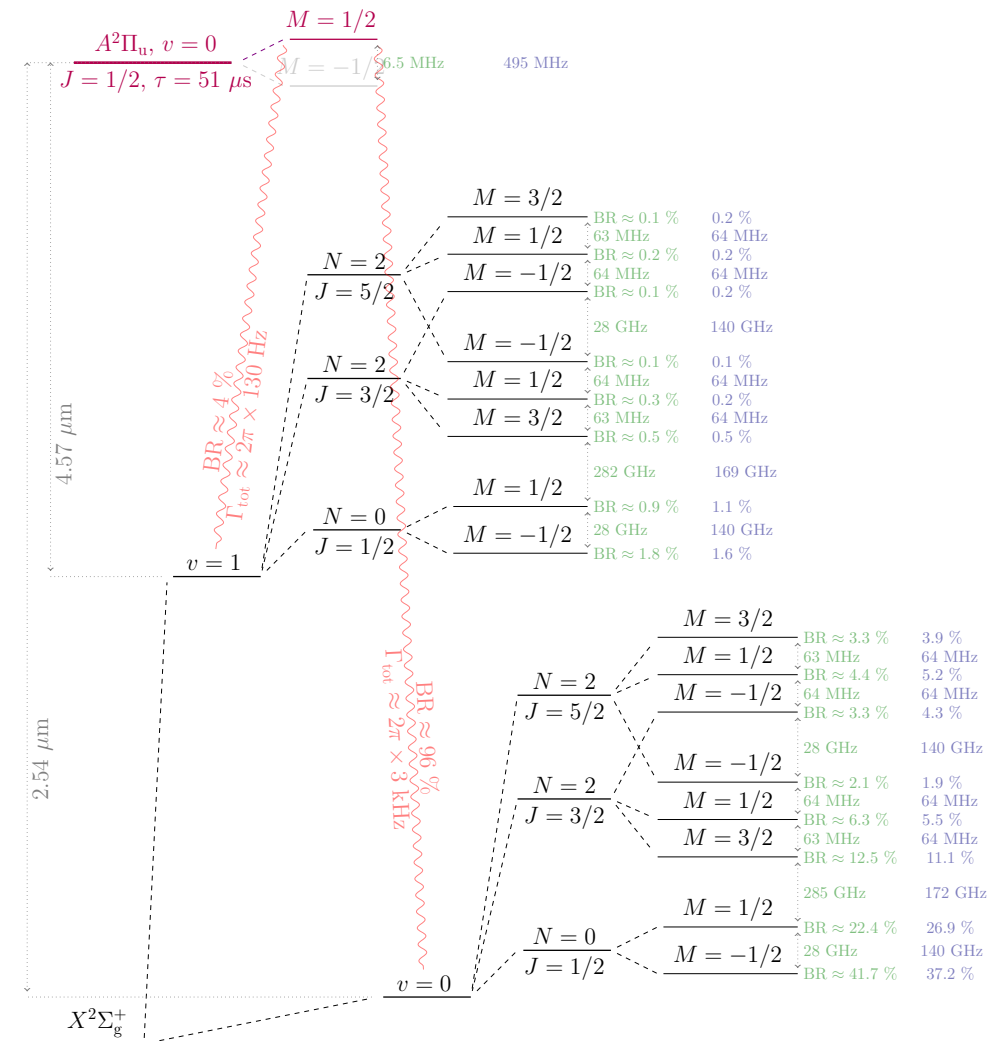 M = 1/2
A²Πᵤ, v = 0
J = 1/2, τ = 51 μs
M = −1/2
6.5 MHz 495 MHz
M = 3/2
BR ≈ 0.1 % 0.2 %
63 MHz 64 MHz
M = 1/2
BR ≈ 0.2 % 0.2 %
64 MHz 64 MHz
M = −1/2
BR ≈ 0.1 % 0.2 %
N = 2
J = 5/2
28 GHz 140 GHz
M = −1/2
BR ≈ 0.1 % 0.1 %
64 MHz 64 MHz
N = 2
J = 3/2
M = 1/2
BR ≈ 0.3 % 0.2 %
63 MHz 64 MHz
M = 3/2
BR ≈ 0.5 % 0.5 %
BR ≈ 4 %
Γtot ≈ 2π × 130 Hz
4.57 μm
282 GHz 169 GHz
M = 1/2
BR ≈ 0.9 % 1.1 %
N = 0
J = 1/2
28 GHz 140 GHz
M = −1/2
BR ≈ 1.8 % 1.6 %
v = 1
M = 3/2
BR ≈ 3.3 % 3.9 %
63 MHz 64 MHz
M = 1/2
BR ≈ 4.4 % 5.2 %
64 MHz 64 MHz
M = −1/2
BR ≈ 3.3 % 4.3 %
N = 2
J = 5/2
BR ≈ 96 %
Γtot ≈ 2π × 3 kHz
2.54 μm
28 GHz 140 GHz
M = −1/2
BR ≈ 2.1 % 1.9 %
64 MHz 64 MHz
N = 2
J = 3/2
M = 1/2
BR ≈ 6.3 % 5.5 %
63 MHz 64 MHz
M = 3/2
BR ≈ 12.5 % 11.1 %
285 GHz 172 GHz
M = 1/2
BR ≈ 22.4 % 26.9 %
N = 0
J = 1/2
28 GHz 140 GHz
M = −1/2
BR ≈ 41.7 % 37.2 %
v = 0
X²Σg⁺